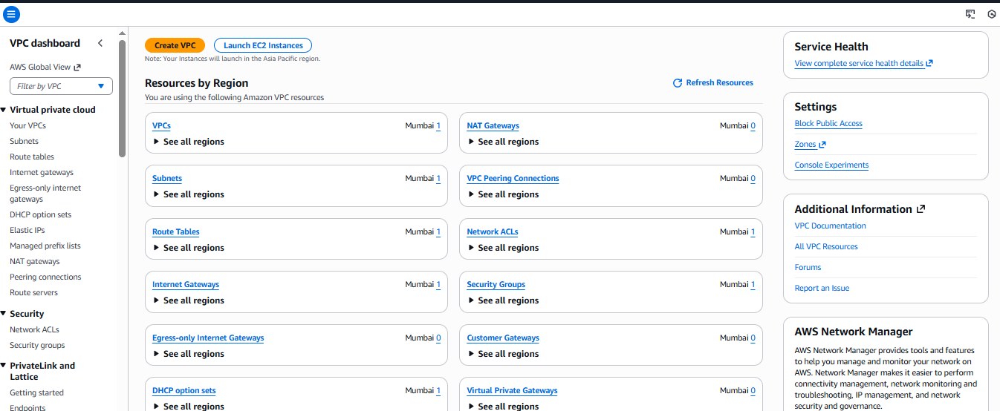 VPC dashboard
AWS Global View
Filter by VPC
Virtual private cloud
Your VPCs
Subnets
Route tables
Internet gateways
Egress-only internet
gateways
DHCP option sets
Elastic IPs
Managed prefix lists
NAT gateways
Peering connections
Route servers
Security
Network ACLs
Security groups
PrivateLink and
Lattice
Getting started
Endpoints
Create VPC
Launch EC2 Instances
Note: Your Instances will launch in the Asia Pacific region.
Resources by Region
Refresh Resources
You are using the following Amazon VPC resources
VPCs Mumbai 1
See all regions
NAT Gateways Mumbai 0
See all regions
Subnets Mumbai 1
See all regions
VPC Peering Connections Mumbai 0
See all regions
Route Tables Mumbai 1
See all regions
Network ACLs Mumbai 1
See all regions
Internet Gateways Mumbai 1
See all regions
Security Groups Mumbai 1
See all regions
Egress-only Internet Gateways Mumbai 0
See all regions
Customer Gateways Mumbai 0
See all regions
DHCP option sets Mumbai 1
See all regions
Virtual Private Gateways Mumbai 0
See all regions
Service Health
View complete service health details
Settings
Block Public Access
Zones
Console Experiments
Additional Information
VPC Documentation
All VPC Resources
Forums
Report an Issue
AWS Network Manager
AWS Network Manager provides tools and features
to help you manage and monitor your network on
AWS. Network Manager makes it easier to perform
connectivity management, network monitoring and
troubleshooting, IP management, and network
security and governance.